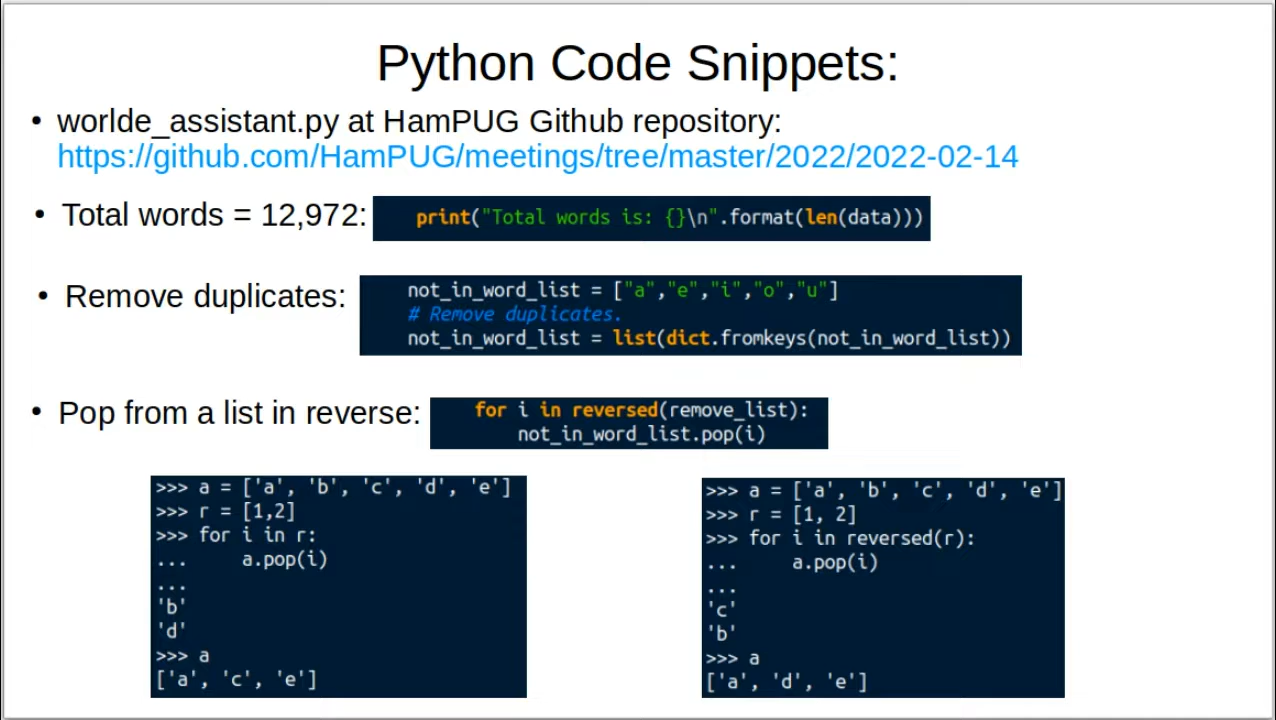 Python Code Snippets:
• worlde_assistant.py at HamPUG Github repository:
https://github.com/HamPUG/meetings/tree/master/2022/2022-02-14
• Total words = 12,972:
print("Total words is: {}\n".format(len(data)))
• Remove duplicates:
not_in_word_list = ["a","e","i","o","u"]
# Remove duplicates.
not_in_word_list = list(dict.fromkeys(not_in_word_list))
• Pop from a list in reverse:
for i in reversed(remove_list):
not_in_word_list.pop(i)
>>> a = ['a', 'b', 'c', 'd', 'e']
>>> r = [1,2]
>>> for i in r:
...     a.pop(i)
...
'b'
'd'
>>> a
['a', 'c', 'e']
>>> a = ['a', 'b', 'c', 'd', 'e']
>>> r = [1, 2]
>>> for i in reversed(r):
...     a.pop(i)
...
'c'
'b'
>>> a
['a', 'd', 'e']